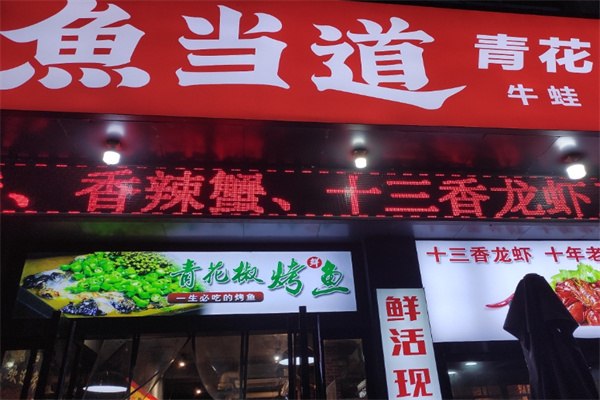 魚当道
青花
牛蛙
、香辣蟹、十三香龙虾
青花椒烤鱼
鲜
一生必吃的烤鱼
十三香龙虾 十年老
鲜活现